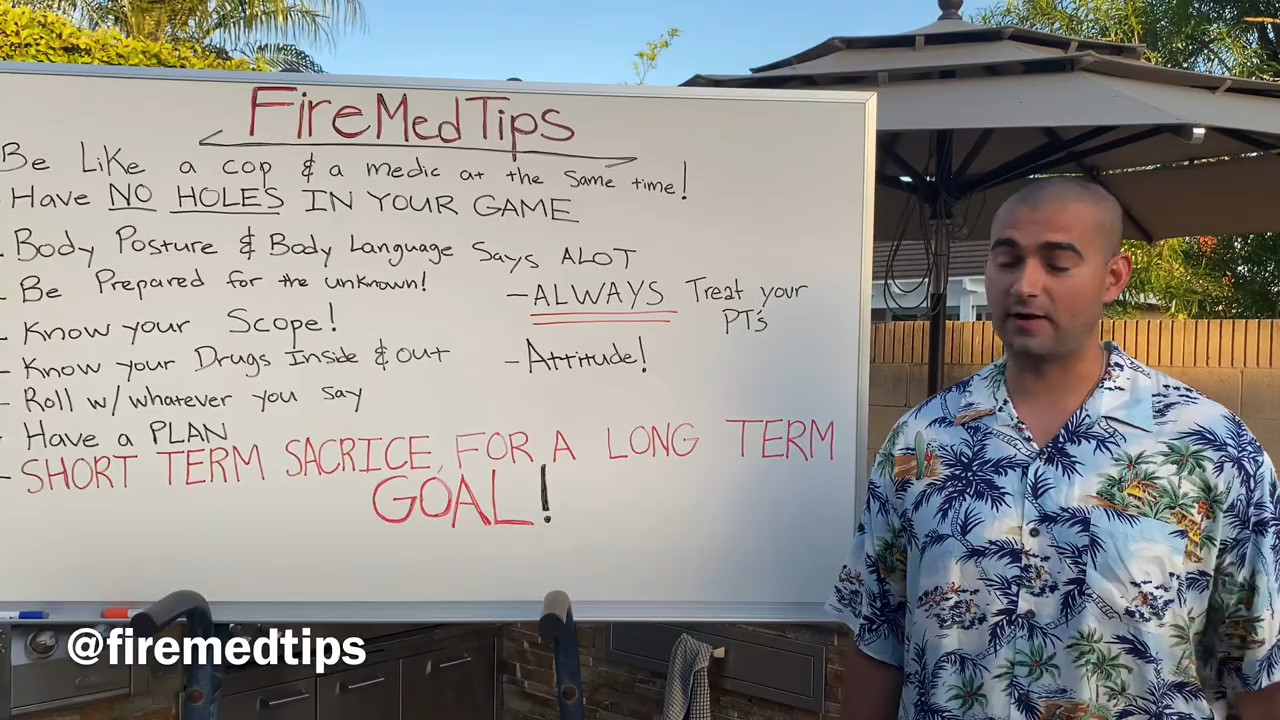 FireMedTips
Be Like a cop & a medic at the same time!
- Have NO HOLES IN YOUR GAME
- Body Posture & Body Language Says ALOT
- Be Prepared for the unknown!
- ALWAYS Treat your
PT's
- Know your Scope!
- Know your Drugs Inside & out
- Attitude!
- Roll w/ whatever you say
- Have a PLAN
- SHORT TERM SACRICE FOR A LONG TERM
GOAL!
@firemedtips